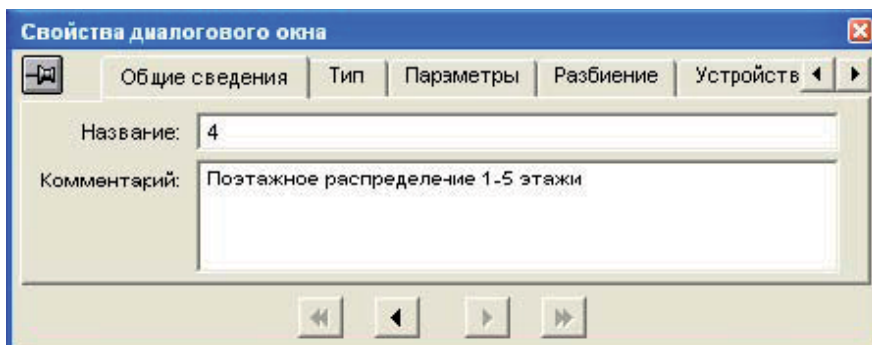 Свойства диалогового окна
Общие сведения Тип Параметры Разбиение Устройств
Название: 4
Комментарий: Поэтажное распределение 1-5 этажи